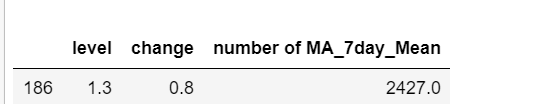 level change number of MA_7day_Mean
186 1.3 0.8 2427.0